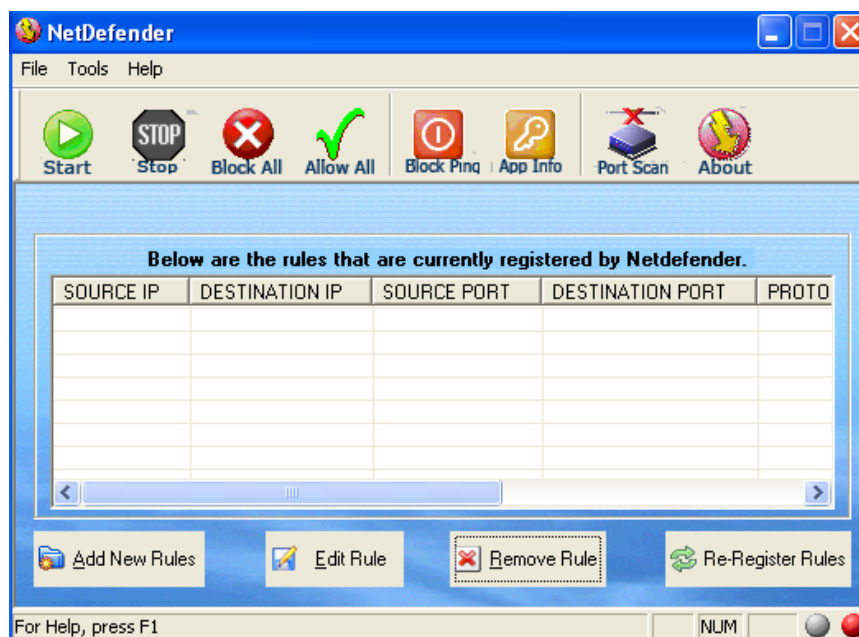 NetDefender
File Tools Help
STOP
Start Stop Block All Allow All Block Ping App Info Port Scan About
Below are the rules that are currently registered by Netdefender.
SOURCE IP DESTINATION IP SOURCE PORT DESTINATION PORT PROTO
Add New Rules Edit Rule Remove Rule Re-Register Rules
For Help, press F1 NUM